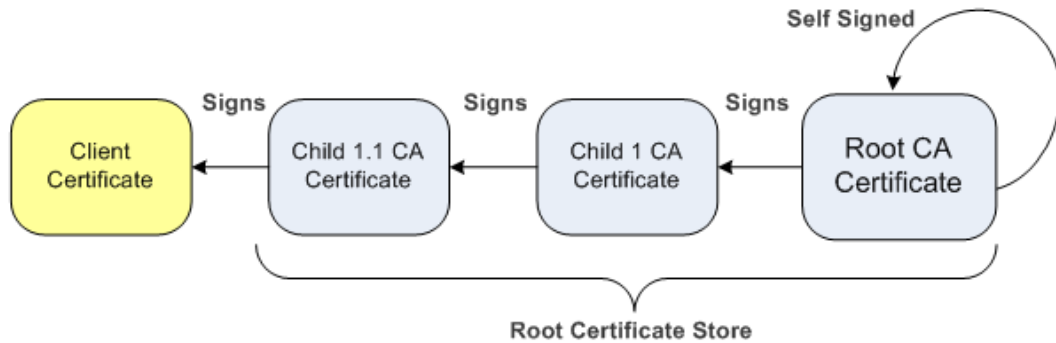 Self Signed
Signs
Signs
Signs
Client
Certificate
Child 1.1 CA
Certificate
Child 1 CA
Certificate
Root CA
Certificate
Root Certificate Store